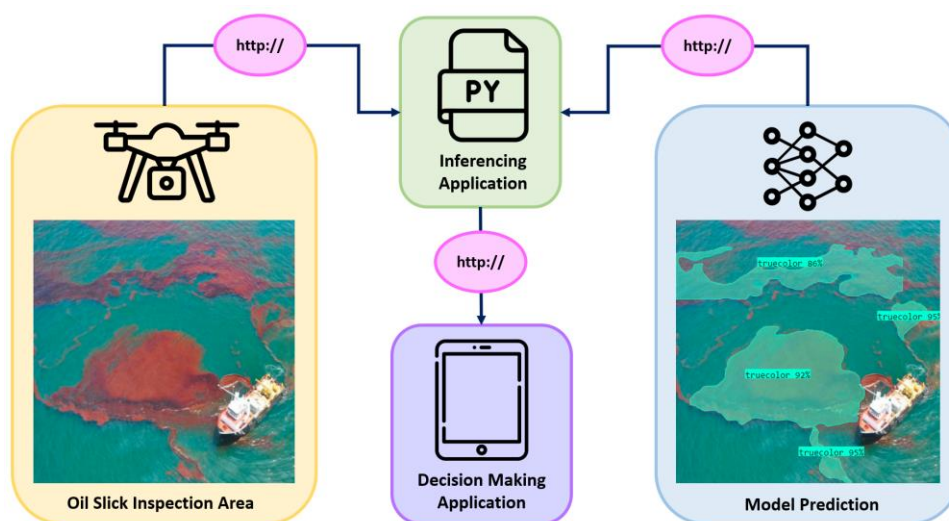 http://
http://
PY
Inferencing
Application
http://
truecolor 86%
truecolor 95%
truecolor 92%
truecolor 95%
Decision Making
Application
Oil Slick Inspection Area
Model Prediction